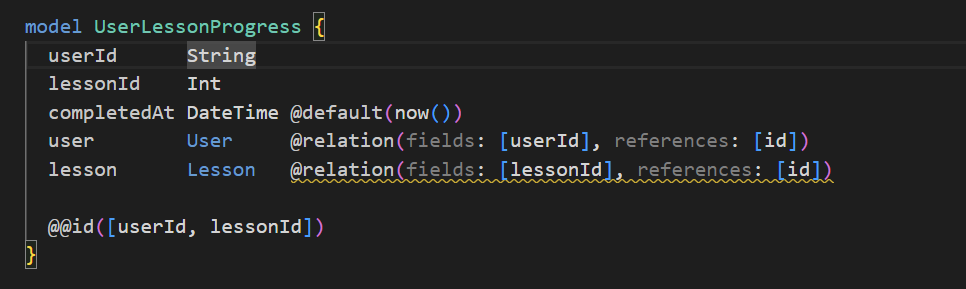 model UserLessonProgress {
  userId      String
  lessonId    Int
  completedAt DateTime @default(now())
  user        User     @relation(fields: [userId], references: [id])
  lesson      Lesson   @relation(fields: [lessonId], references: [id])
  @@id([userId, lessonId])
}